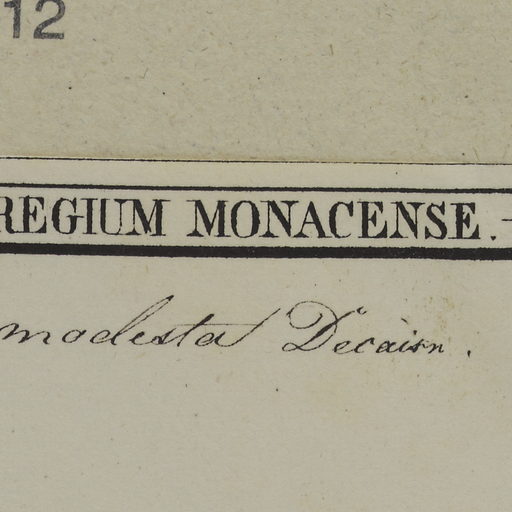 12
REGIUM MONACENSE.
modesta Decaisn.